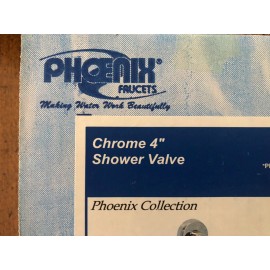 PHOENIX®
FAUCETS
Making Water Work Beautifully
Chrome 4"
Shower Valve
Phoenix Collection